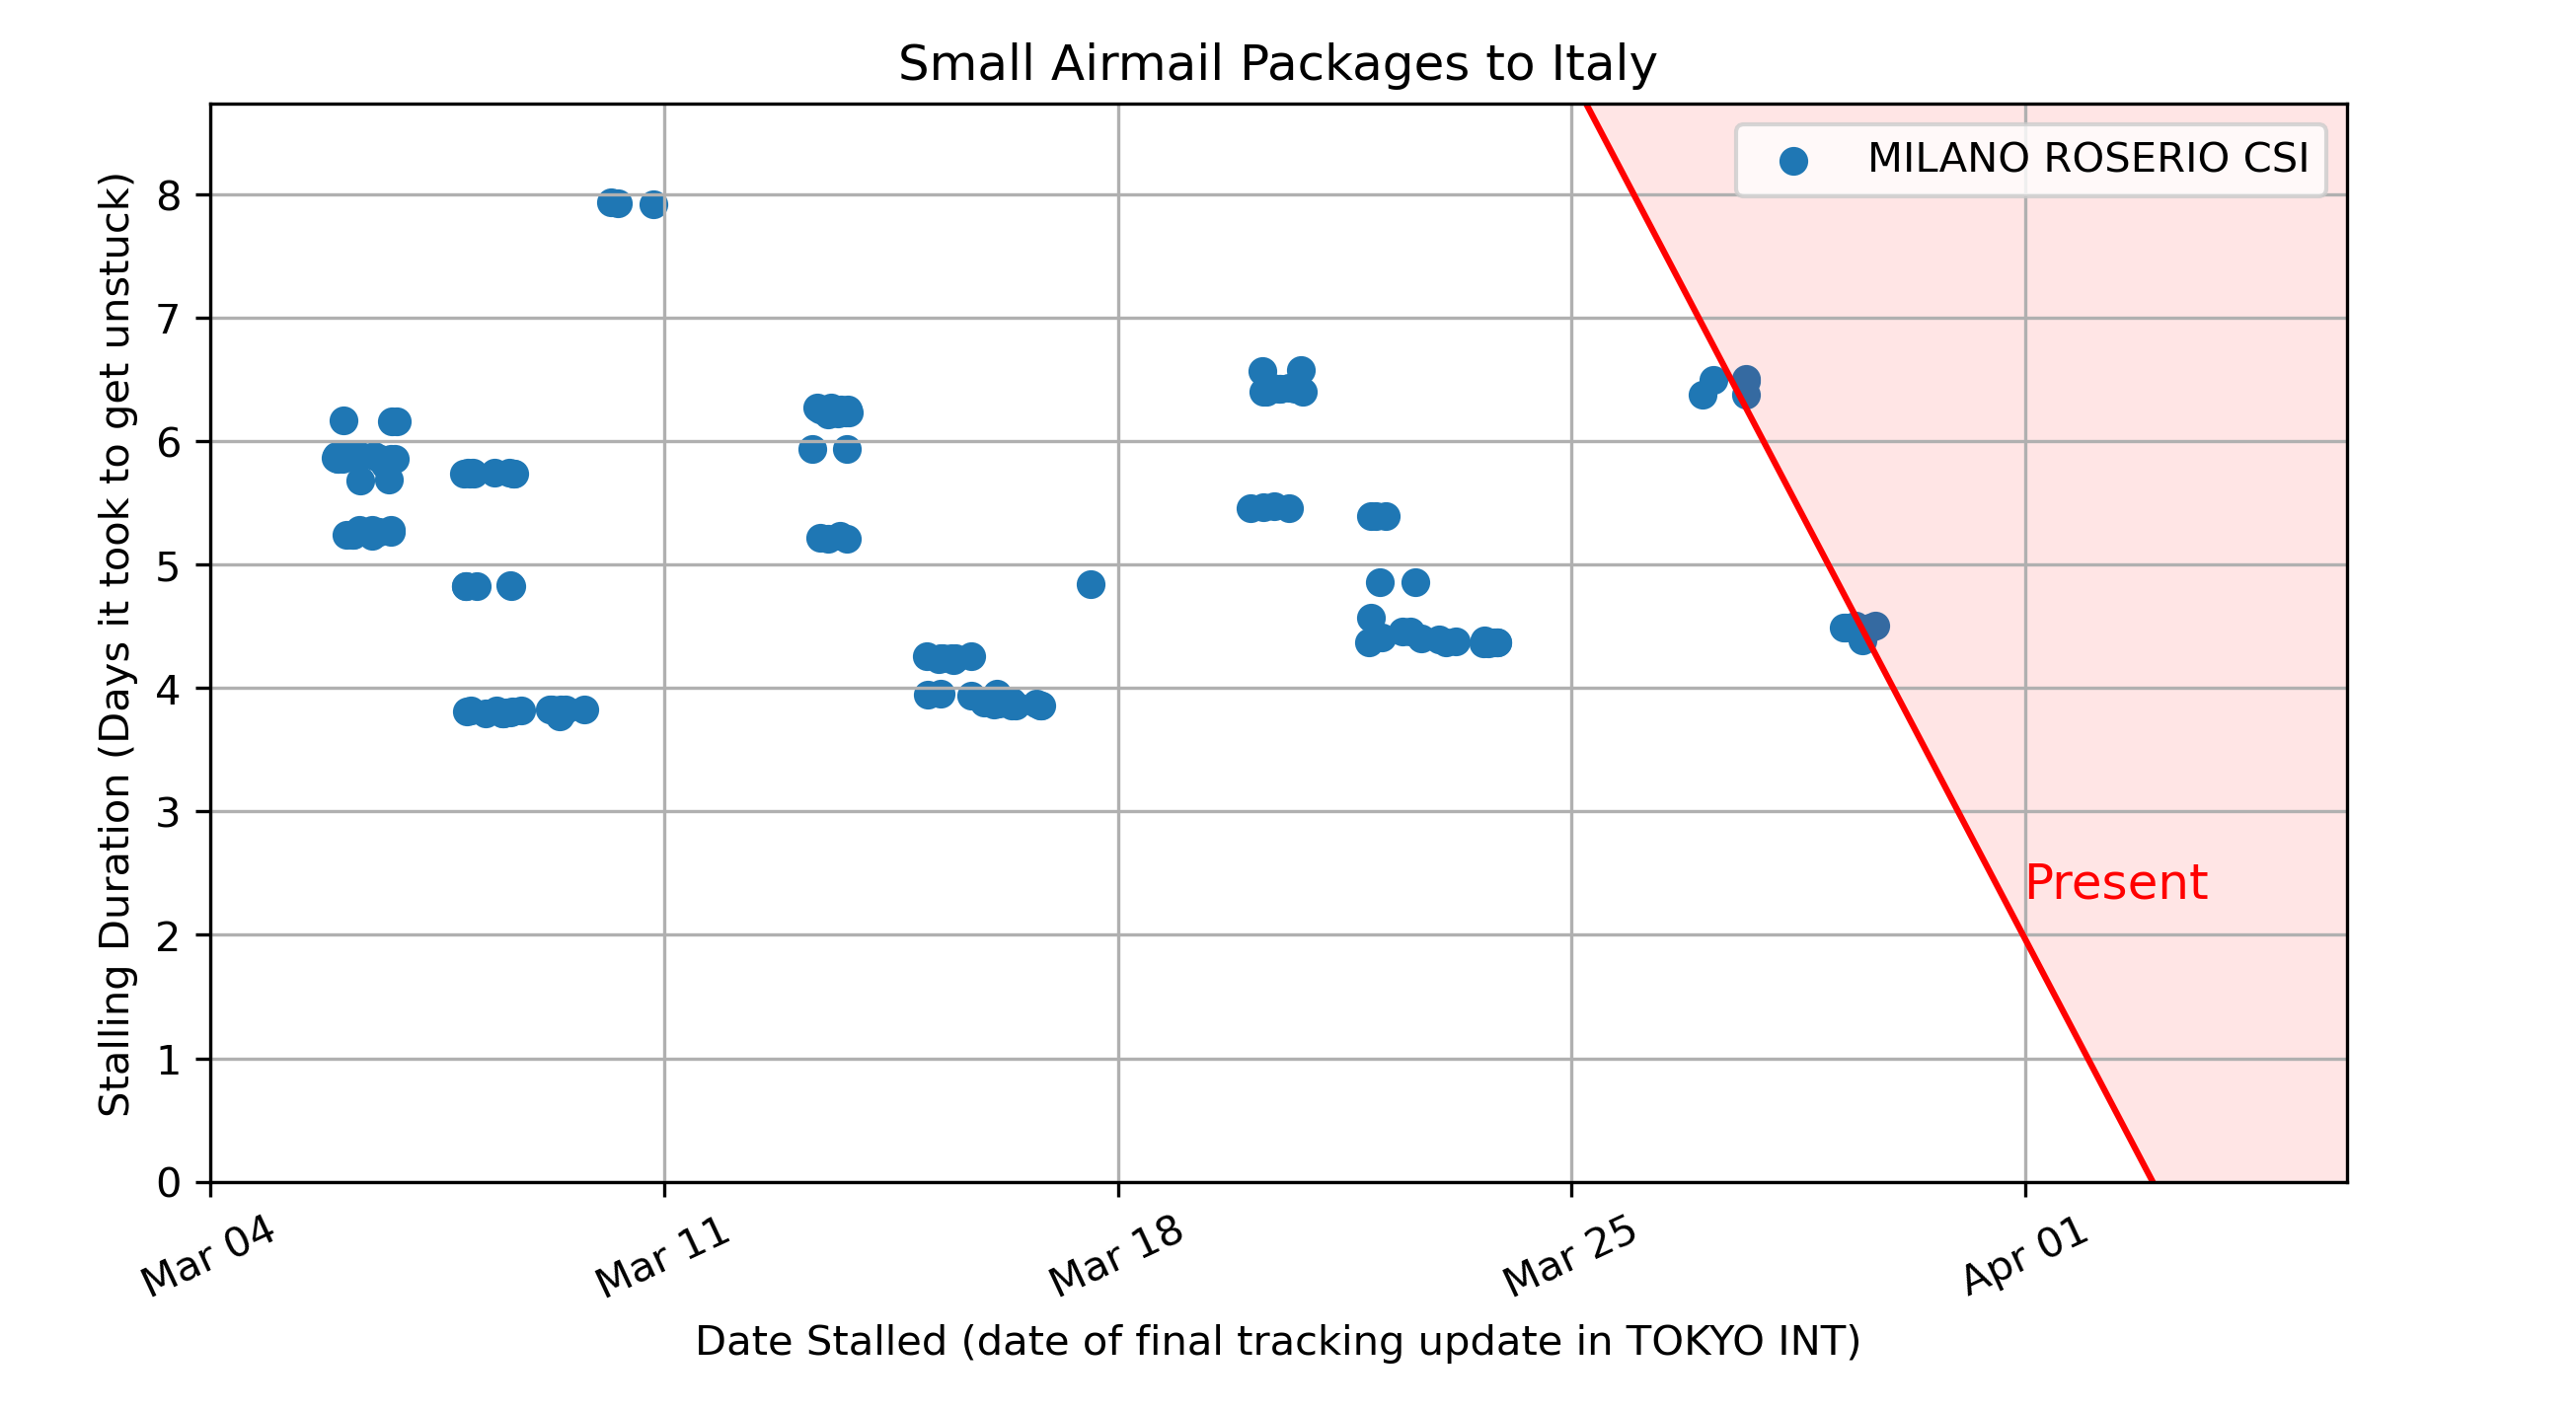 Small Airmail Packages to Italy
MILANO ROSERIO CSI
Stalling Duration (Days it took to get unstuck)
8
7
6
5
4
3
2
1
0
Present
Mar 04
Mar 11
Mar 18
Mar 25
Apr 01
Date Stalled (date of final tracking update in TOKYO INT)